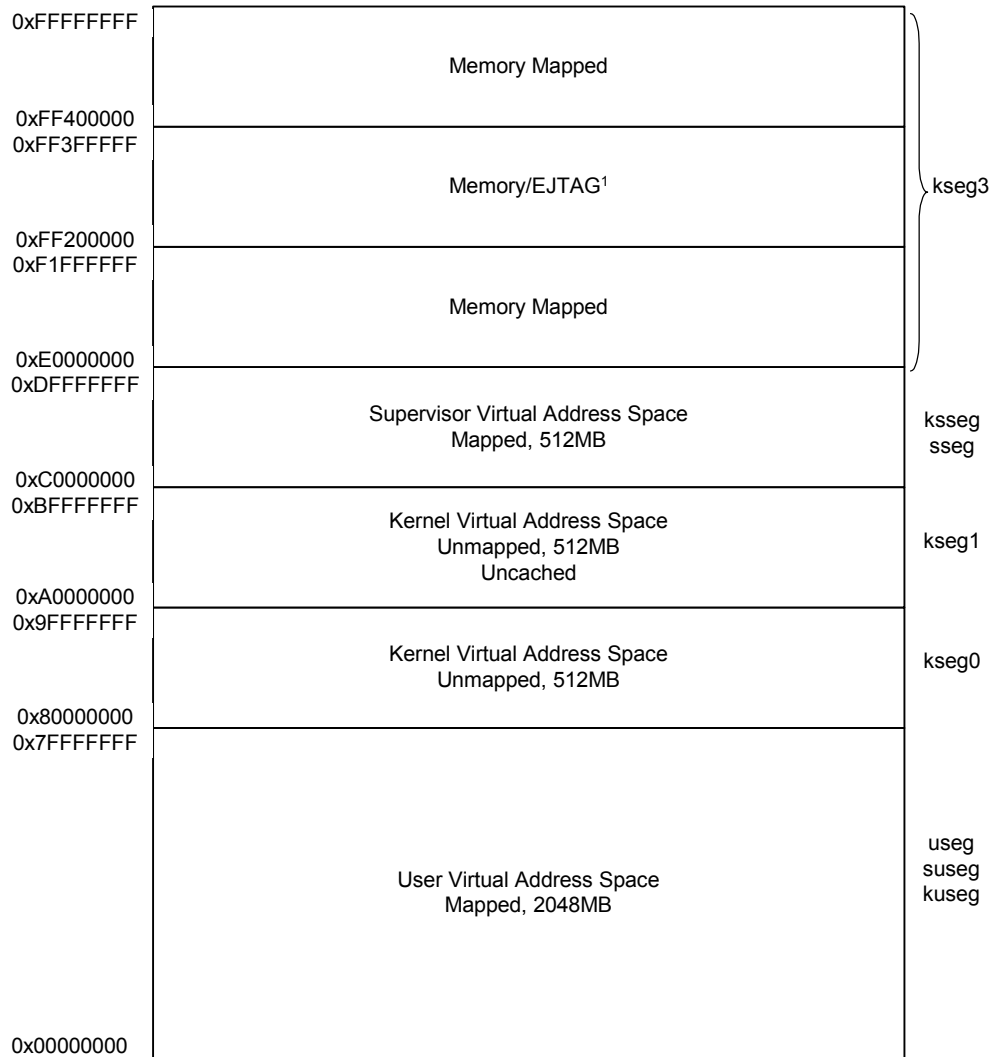 0xFFFFFFFF
Memory Mapped
0xFF400000
0xFF3FFFFF
Memory/EJTAG¹
kseg3
0xFF200000
0xF1FFFFFF
Memory Mapped
0xE0000000
0xDFFFFFFF
Supervisor Virtual Address Space
Mapped, 512MB
ksseg
sseg
0xC0000000
0xBFFFFFFF
Kernel Virtual Address Space
Unmapped, 512MB
Uncached
kseg1
0xA0000000
0x9FFFFFFF
Kernel Virtual Address Space
Unmapped, 512MB
kseg0
0x80000000
0x7FFFFFFF
User Virtual Address Space
Mapped, 2048MB
useg
suseg
kuseg
0x00000000